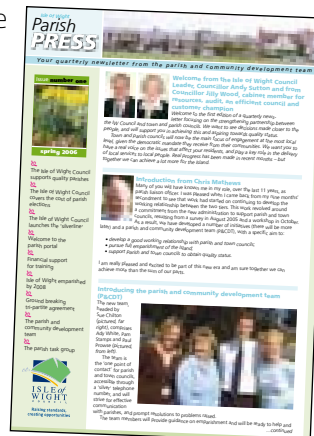 e
ISLE OF WIGHT
Parish
PRESS
Your quarterly newsletter from the parish and community development team
issue number one
spring 2006
The Isle of Wight Council
supports quality parishes
The Isle of Wight Council
covers the cost of parish
elections
The Isle of Wight Council
launches the 'silverline'
Welcome to the
parish portal
Financial support
for training
Isle of Wight emparished
by 2008
Ground breaking
tri-partite agreement
The parish and
community development
team
The parish task group
ISLE of
WIGHT
COUNCIL
Raising standards,
creating opportunities
Welcome from the Isle of Wight Council
Leader, Councillor Andy Sutton and from
Councillor Ally Wood, cabinet member for
resources, audit, an efficient council and
customer champion
Welcome to the first edition of a quarterly news-
letter focusing on the strengthening partnership between
the Isle Council and town and parish councils. We wish to see decisions made closer to the
people, and will support you in achieving this and aspiring towards quality status.
Town and parish councils will now be the main focus of engagement at the most local
level, given the democratic mandate they receive from their communities. We want you to
have a real voice on the issues that affect your residents, and play a key role in the delivery
of local services to local people. Real progress has been made in recent months - but
together we can achieve a lot more for the Island
Introduction from Chris Mathews
Many of you will have known me in my role, over the last 11 years, as
parish liaison officer. I was pleased when I came back from my nine months'
secondment to see that work had started on continuing to develop the
working relationship between the two tiers. This work revolved around
a commitment from the new administration to support parish and town
Councils, resulting from a survey in August 2005 and a workshop in October.
As a result, we have developed a number of initiatives (there will be more
later) and a parish and community development team (P&CDT), with a specific aim to:
• develop a good working relationship with parish and town councils;
• pursue full emparishment of the Island;
• support parish and town councils to obtain quality status.
I am really pleased and excited to be part of this new era and am sure together we can
achieve more than the sum of our parts.
Introducing the parish and community development team
(P&CDT)
The new team,
headed by
Sue Chilton
(pictured, far
right), comprises
Ally White, Pam
Stamps and Paul
Prowse (pictured
from left).
The team is
the 'one point of
contact' for parish
and town councils,
accessible through
a 'silver' telephone
number, and will
strive for effective
communication
with parishes, and prompt resolutions to problems raised.
The team members will provide guidance on emparishment and will be ready to help and
...continued